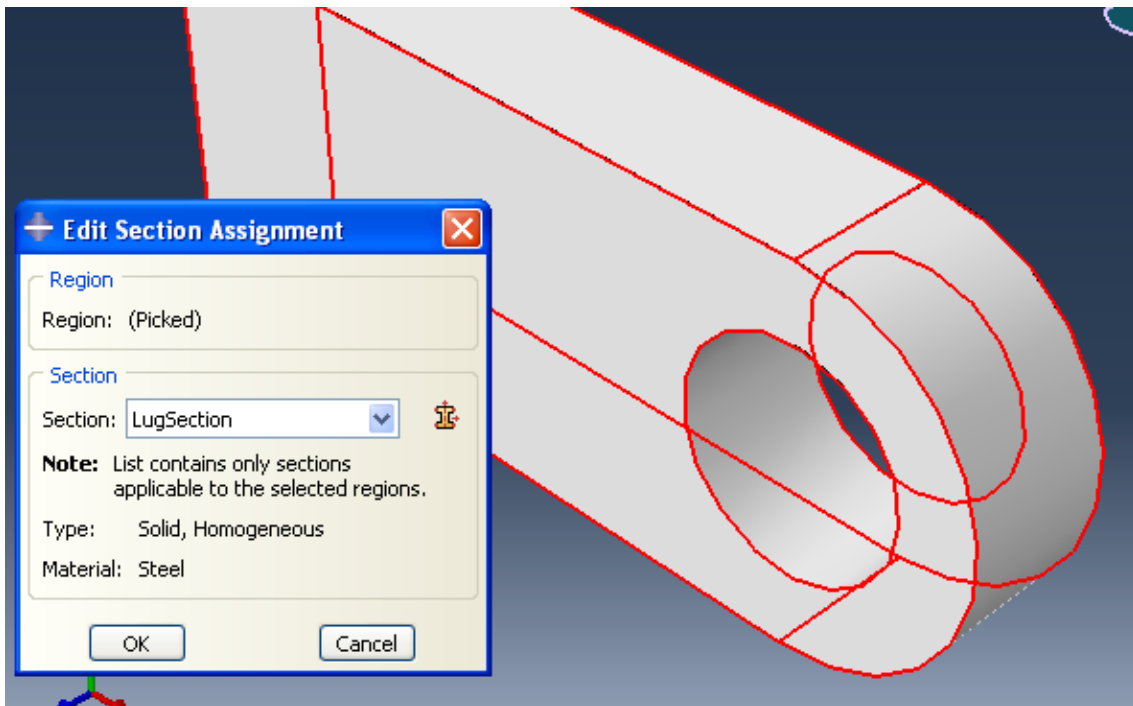 Edit Section Assignment
Region
Region: (Picked)
Section
Section: LugSection
Note: List contains only sections
applicable to the selected regions.
Type: Solid, Homogeneous
Material: Steel
OK Cancel